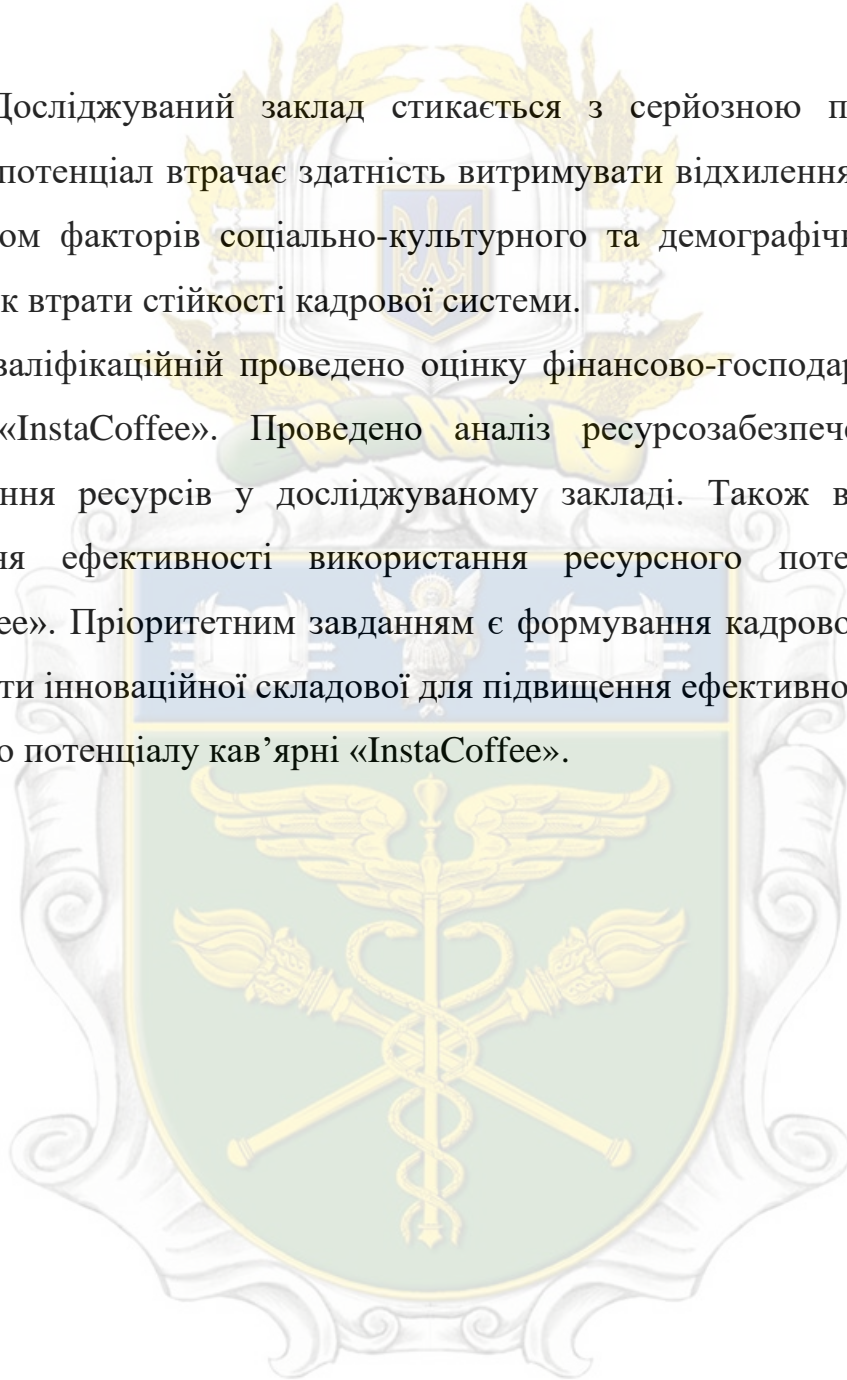 Досліджуваний заклад стикається з серйозною п
потенціал втрачає здатність витримувати відхилення
ом факторів соціально-культурного та демографічн
к втрати стійкості кадрової системи.
валіфікаційній проведено оцінку фінансово-господар
«InstaCoffee». Проведено аналіз ресурсозабезпеч
ння ресурсів у досліджуваному закладі. Також в
ня ефективності використання ресурсного поте
ee». Пріоритетним завданням є формування кадрово
ти інноваційної складової для підвищення ефективно
о потенціалу кав’ярні «InstaCoffee».